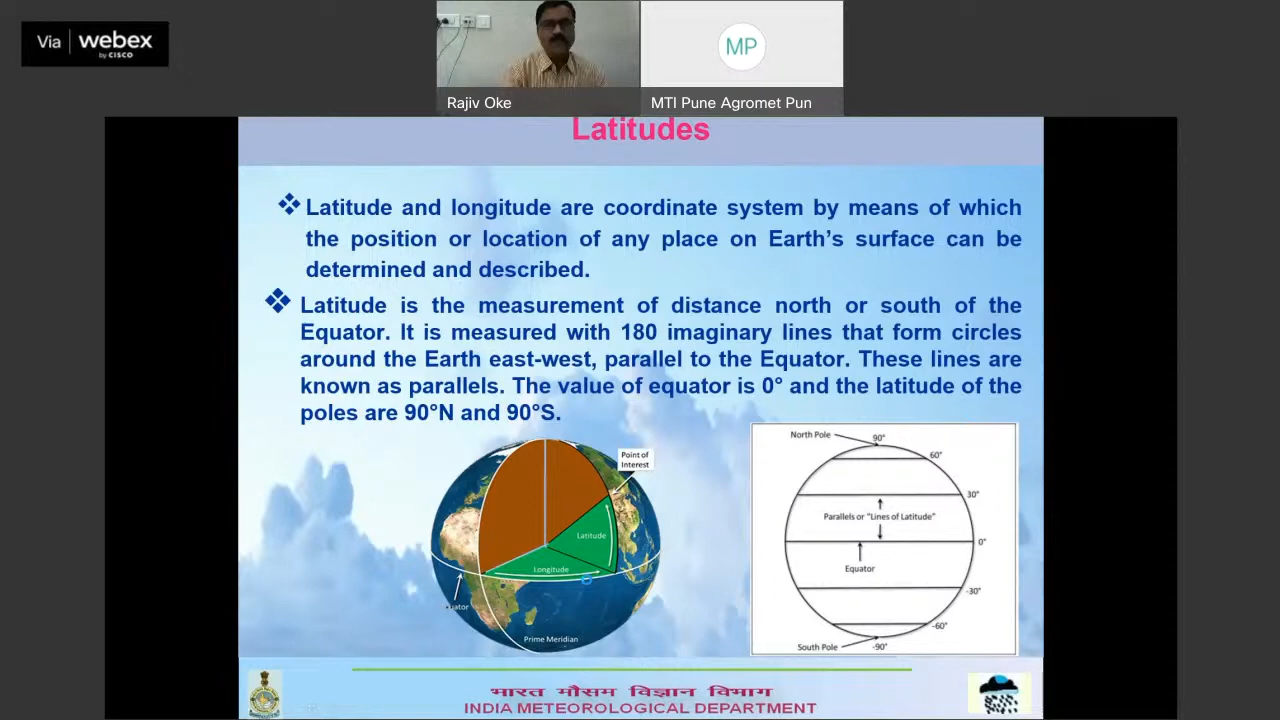 Via webex
by CISCO
MP
Rajiv Oke
MTI Pune Agromet Pun
Latitudes
Latitude and longitude are coordinate system by means of which
the position or location of any place on Earth's surface can be
determined and described.
Latitude is the measurement of distance north or south of the
Equator. It is measured with 180 imaginary lines that form circles
around the Earth east-west, parallel to the Equator. These lines are
known as parallels. The value of equator is 0° and the latitude of the
poles are 90°N and 90°S.
Point of
Interest
Latitude
Longitude
uator
Prime Meridian
North Pole
90°
60°
30°
Parallels or "Lines of Latitude"
0°
Equator
-30°
-60°
South Pole
-90°
भारत मौसम विज्ञान विभाग
INDIA METEOROLOGICAL DEPARTMENT